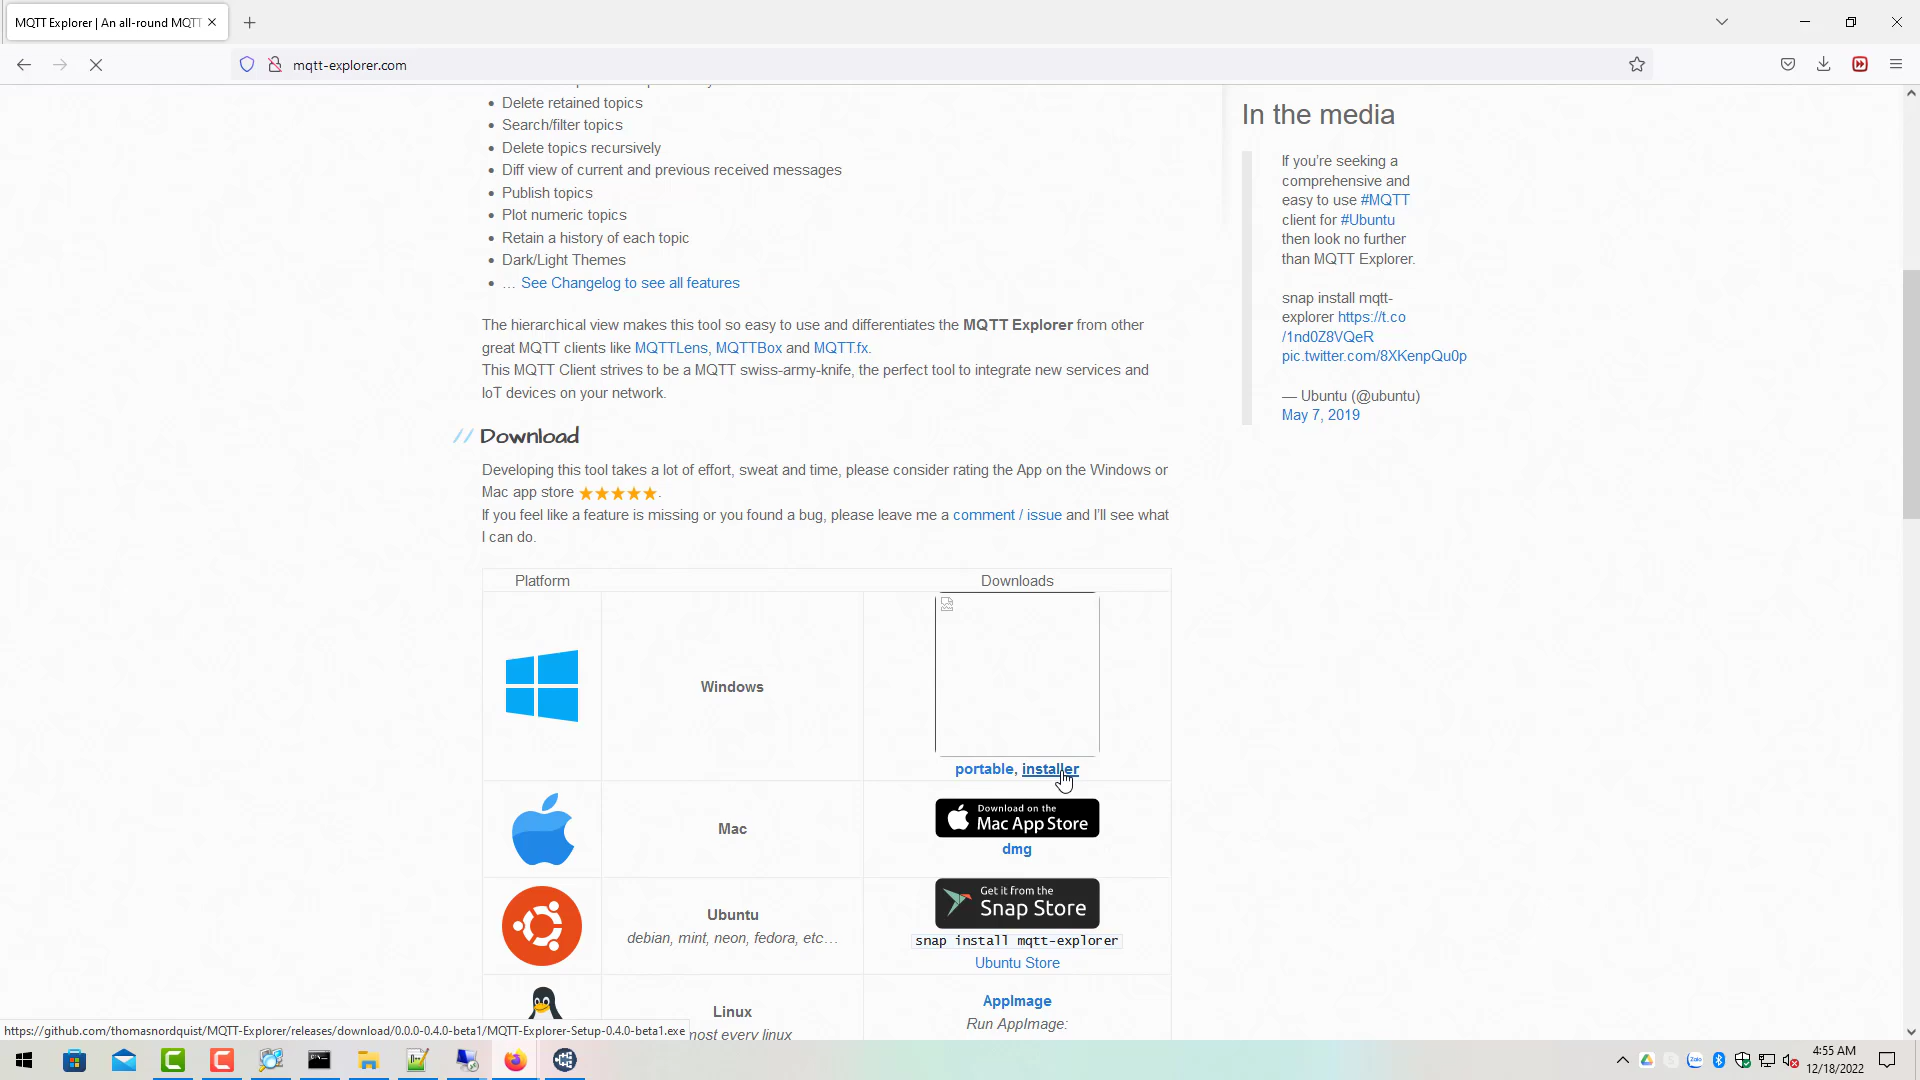 MQTT Explorer | An all-round MQTT
mqtt-explorer.com
Delete retained topics
Search/filter topics
Delete topics recursively
Diff view of current and previous received messages
Publish topics
Plot numeric topics
Retain a history of each topic
Dark/Light Themes
… See Changelog to see all features
The hierarchical view makes this tool so easy to use and differentiates the MQTT Explorer from other
great MQTT clients like MQTTLens, MQTTBox and MQTT.fx.
This MQTT Client strives to be a MQTT swiss-army-knife, the perfect tool to integrate new services and
IoT devices on your network.
// Download
Developing this tool takes a lot of effort, sweat and time, please consider rating the App on the Windows or
Mac app store ★★★★★.
If you feel like a feature is missing or you found a bug, please leave me a comment / issue and I'll see what
I can do.
Platform
Downloads
Windows
portable, installer
Mac
Download on the
Mac App Store
dmg
Ubuntu
debian, mint, neon, fedora, etc…
Get it from the
Snap Store
snap install mqtt-explorer
Ubuntu Store
Linux
most every linux
AppImage
Run AppImage:
In the media
If you're seeking a
comprehensive and
easy to use #MQTT
client for #Ubuntu
then look no further
than MQTT Explorer.
snap install mqtt-
explorer https://t.co
/1nd0Z8VQeR
pic.twitter.com/8XKenpQu0p
— Ubuntu (@ubuntu)
May 7, 2019
https://github.com/thomasnordquist/MQTT-Explorer/releases/download/0.0.0-0.4.0-beta1/MQTT-Explorer-Setup-0.4.0-beta1.exe
Zalo
4:55 AM
12/18/2022